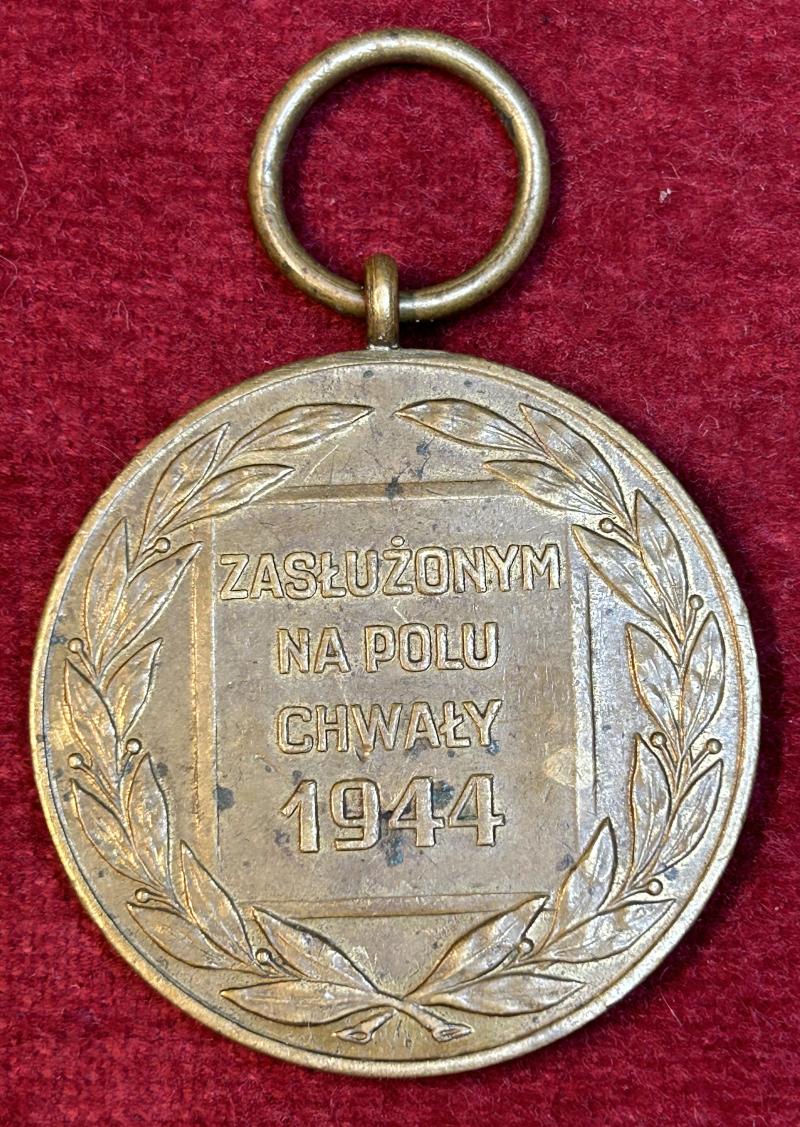 ZASŁUŻONYM
NA POLU
CHWAŁY
1944